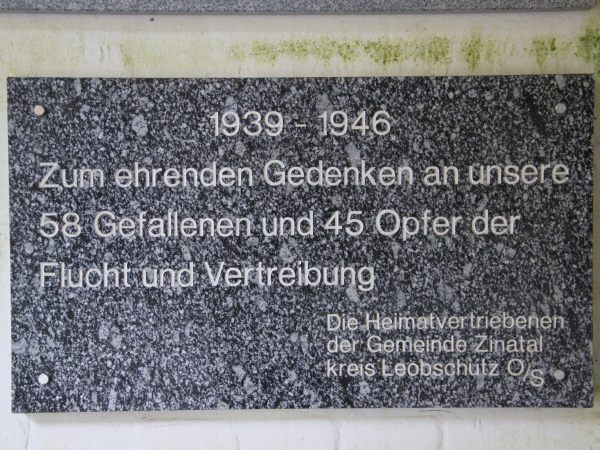 1939 - 1946
Zum ehrenden Gedenken an unsere
58 Gefallenen und 45 Opfer der
Flucht und Vertreibung
Die Heimatvertriebenen
der Gemeinde Zinatal
kreis Leobschütz O/S